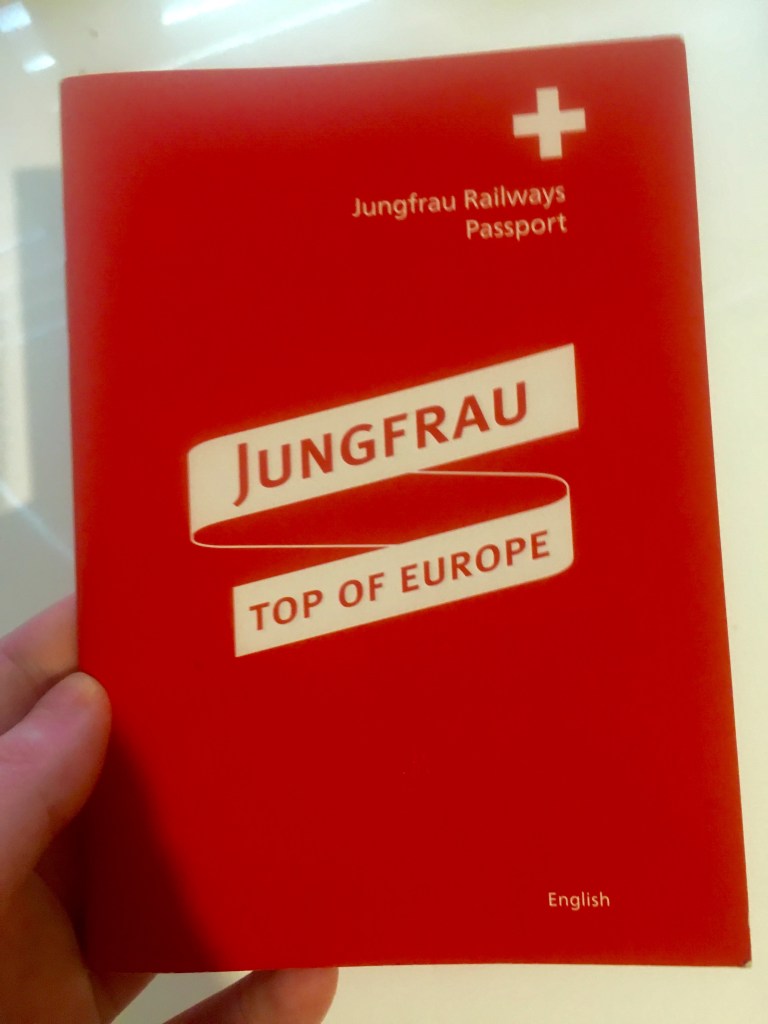 Jungfrau Railways
Passport
JUNGFRAU
TOP OF EUROPE
English